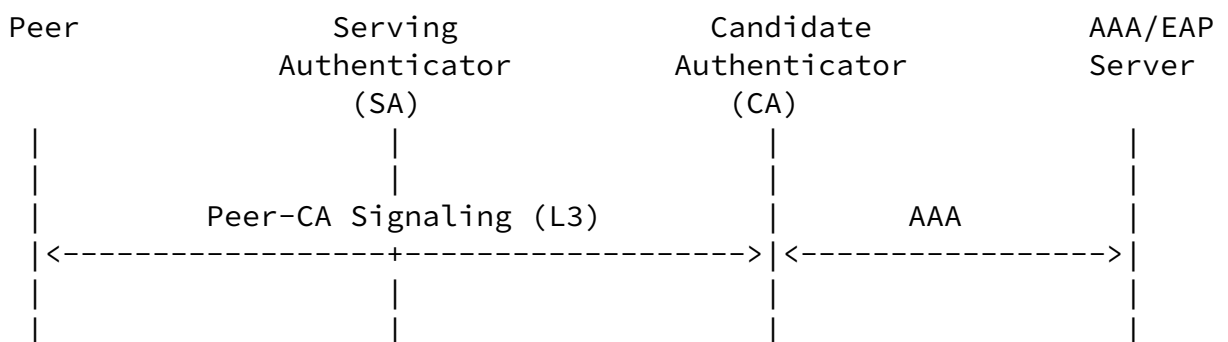 Peer Serving Candidate AAA/EAP
Authenticator Authenticator Server
(SA) (CA)
Peer-CA Signaling (L3) AAA